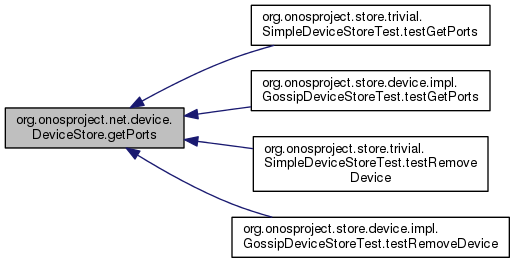 org.onosproject.store.trivial.
SimpleDeviceStoreTest.testGetPorts
org.onosproject.store.device.impl.
GossipDeviceStoreTest.testGetPorts
org.onosproject.net.device.
DeviceStore.getPorts
org.onosproject.store.trivial.
SimpleDeviceStoreTest.testRemove
Device
org.onosproject.store.device.impl.
GossipDeviceStoreTest.testRemoveDevice